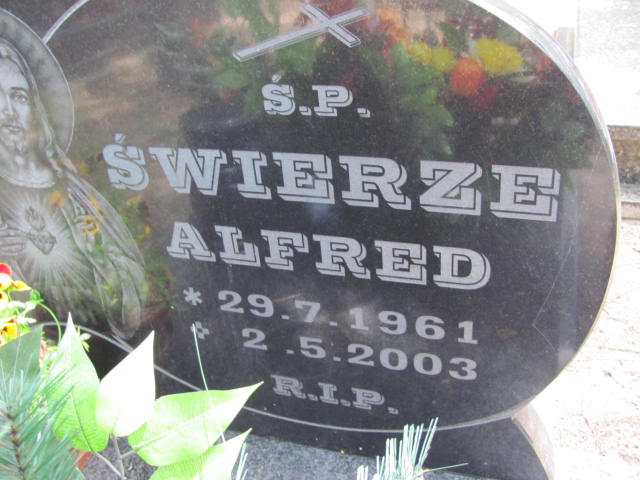 Ś.P.
ŚWIERZE
ALFRED
* 29.7.1961
✢ 2.5.2003
R.I.P.